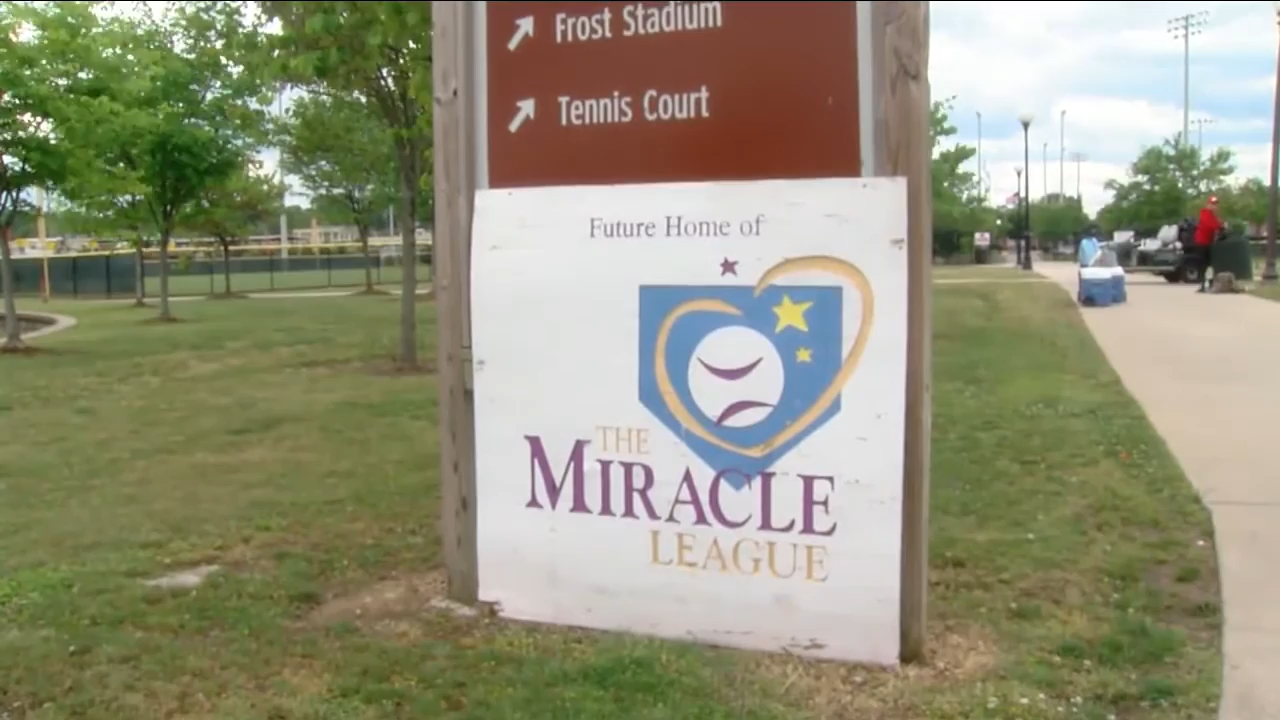 Frost Stadium
Tennis Court
Future Home of
THE
MIRACLE
LEAGUE